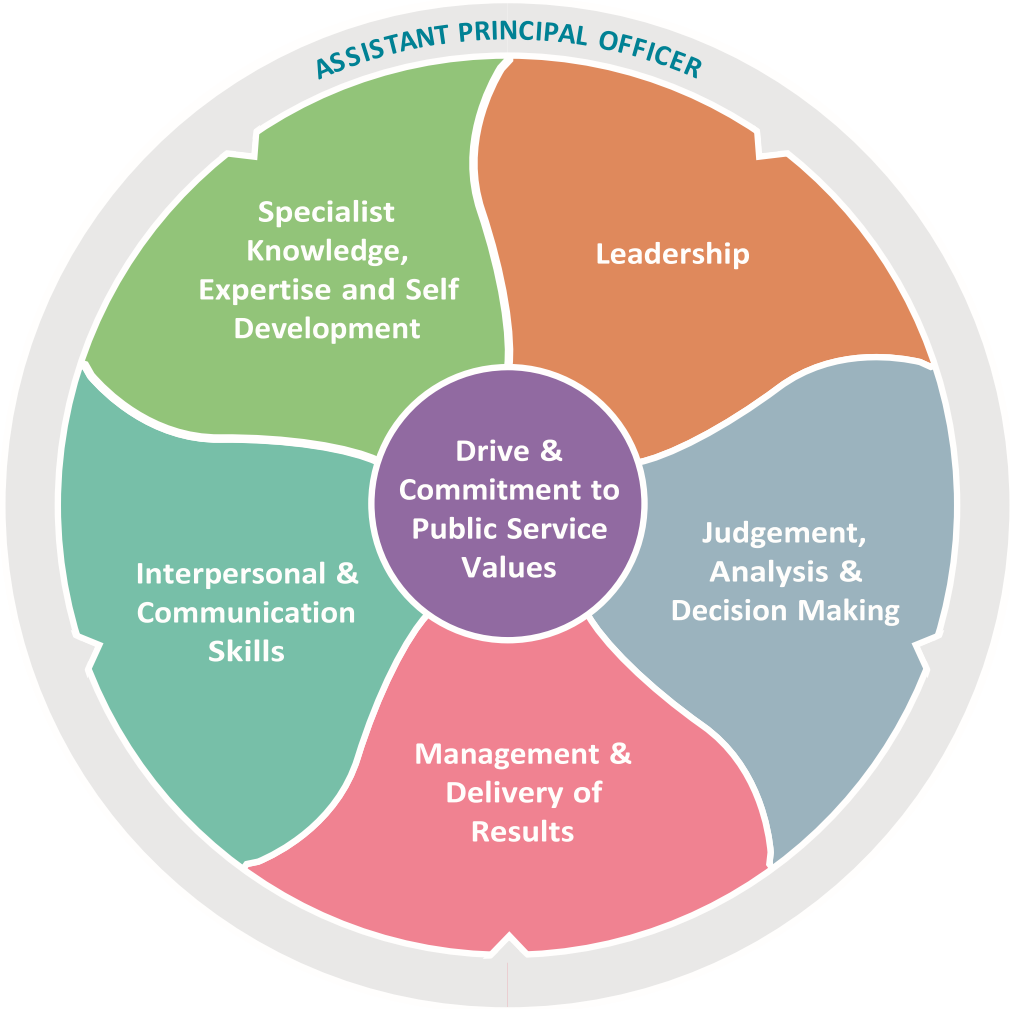 ASSISTANT PRINCIPAL OFFICER
Specialist
Knowledge,
Expertise and Self
Development
Leadership
Drive &
Commitment to
Public Service
Values
Judgement,
Analysis &
Decision Making
Interpersonal &
Communication
Skills
Management &
Delivery of
Results